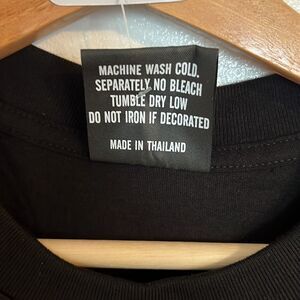 MACHINE WASH COLD.
SEPARATELY NO BLEACH
TUMBLE DRY LOW
DO NOT IRON IF DECORATED
MADE IN THAILAND